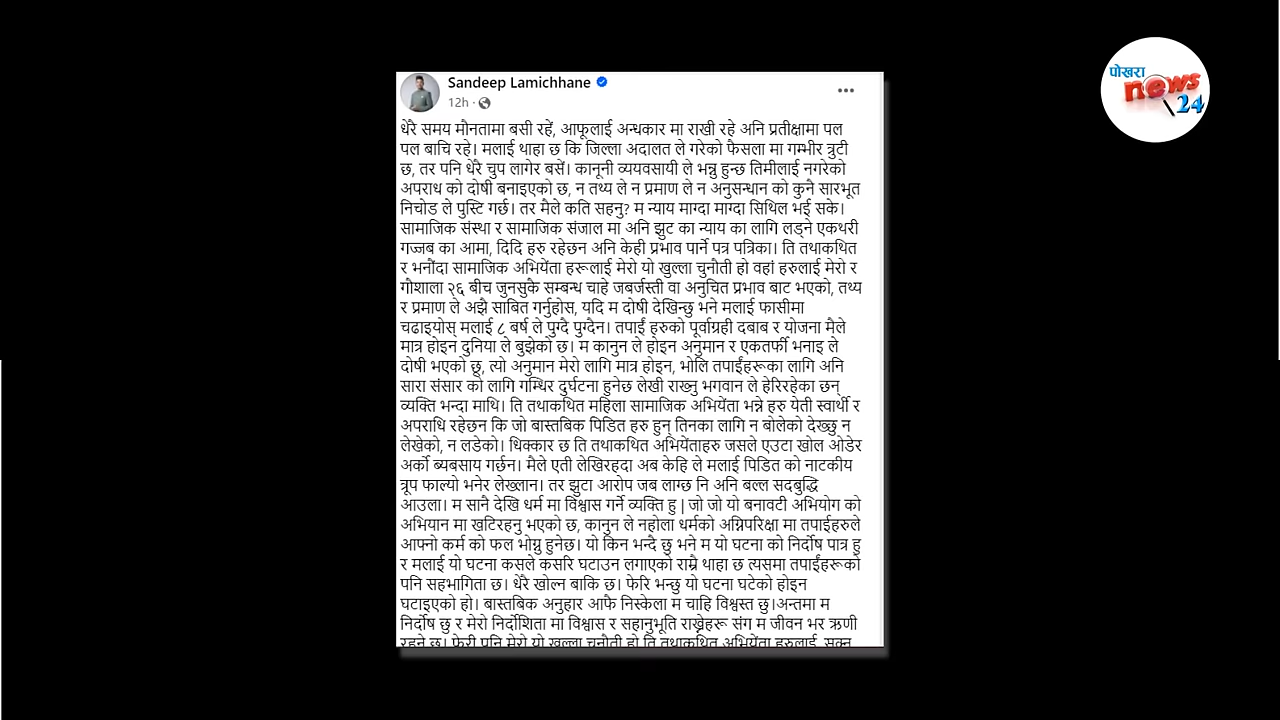 Sandeep Lamichhane
12h
धेरै समय मौनतामा बसी रहें, आफूलाई अन्धकार मा राखी रहे अनि प्रतीक्षामा पल
पल बाचि रहे। मलाई थाहा छ कि जिल्ला अदालत ले गरेको फैसला मा गम्भीर त्रुटी
छ, तर पनि धेरै चुप लागेर बसें। कानूनी व्ययवसायी ले भन्नु हुन्छ तिमीलाई नगरेको
अपराध को दोषी बनाइएको छ, न तथ्य ले न प्रमाण ले न अनुसन्धान को कुनै सारभूत
निचोड ले पुस्टि गर्छ। तर मैले कति सहनु? म न्याय माग्दा माग्दा सिथिल भई सके।
सामाजिक संस्था र सामाजिक संजाल मा अनि झुट का न्याय का लागि लड्ने एकथरी
गज्जब का आमा, दिदि हरु रहेछन अनि केही प्रभाव पार्ने पत्र पत्रिका। ति तथाकथित
र भनौंदा सामाजिक अभियेंता हरूलाई मेरो यो खुल्ला चुनौती हो वहां हरुलाई मेरो र
गौशाला २६ बीच जुनसुकै सम्बन्ध चाहे जबर्जस्ती वा अनुचित प्रभाव बाट भएको, तथ्य
र प्रमाण ले अझै साबित गर्नुहोस, यदि म दोषी देखिन्छु भने मलाई फासीमा
चढाइयोस् मलाई ८ बर्ष ले पुग्दै पुग्दैन। तपाईं हरुको पूर्वाग्रही दबाब र योजना मैले
मात्र होइन दुनिया ले बुझेको छ। म कानुन ले होइन अनुमान र एकतर्फी भनाइ ले
दोषी भएको छू, त्यो अनुमान मेरो लागि मात्र होइन, भोलि तपाईंहरूका लागि अनि
सारा संसार को लागि गम्धिर दुर्घटना हुनेछ लेखी राख्नु भगवान ले हेरिरहेका छन्
व्यक्ति भन्दा माथि। ति तथाकथित महिला सामाजिक अभियेंता भन्ने हरु येती स्वार्थी र
अपराधि रहेछन कि जो बास्तबिक पिडित हरु हुन् तिनका लागि न बोलेको देख्छु न
लेखेको, न लडेको। धिक्कार छ ति तथाकथित अभियेंताहरु जसले एउटा खोल ओडेर
अर्को ब्यबसाय गर्छन। मैले एती लेखिरहदा अब केहि ले मलाई पिडित को नाटकीय
त्रूप फाल्यो भनेर लेख्लान। तर झुटा आरोप जब लाग्छ नि अनि बल्ल सदबुद्धि
आउला। म सानै देखि धर्म मा विश्वास गर्ने व्यक्ति हु | जो जो यो बनावटी अभियोग को
अभियान मा खटिरहनु भएको छ, कानुन ले नहोला धर्मको अग्निपरिक्षा मा तपाईहरुले
आफ्नो कर्म को फल भोग्नु हुनेछ। यो किन भन्दै छु भने म यो घटना को निर्दोष पात्र हु
र मलाई यो घटना कसले कसरि घटाउन लगाएको राम्रै थाहा छ त्यसमा तपाईंहरूको
पनि सहभागिता छ। धेरै खोल्न बाकि छ। फेरि भन्छु यो घटना घटेको होइन
घटाइएको हो। बास्तबिक अनुहार आफै निस्केला म चाहि विश्वस्त छु।अन्तमा म
निर्दोष छु र मेरो निर्दोशिता मा विश्वास र सहानुभूति राख्नेहरू संग म जीवन भर ऋणी
रहने छु। फेरी पनि मेरो यो खुल्ला चुनौती हो ति तथाकथित अभियेंता हरुलाई, सक्नु
पोखरा
news
24